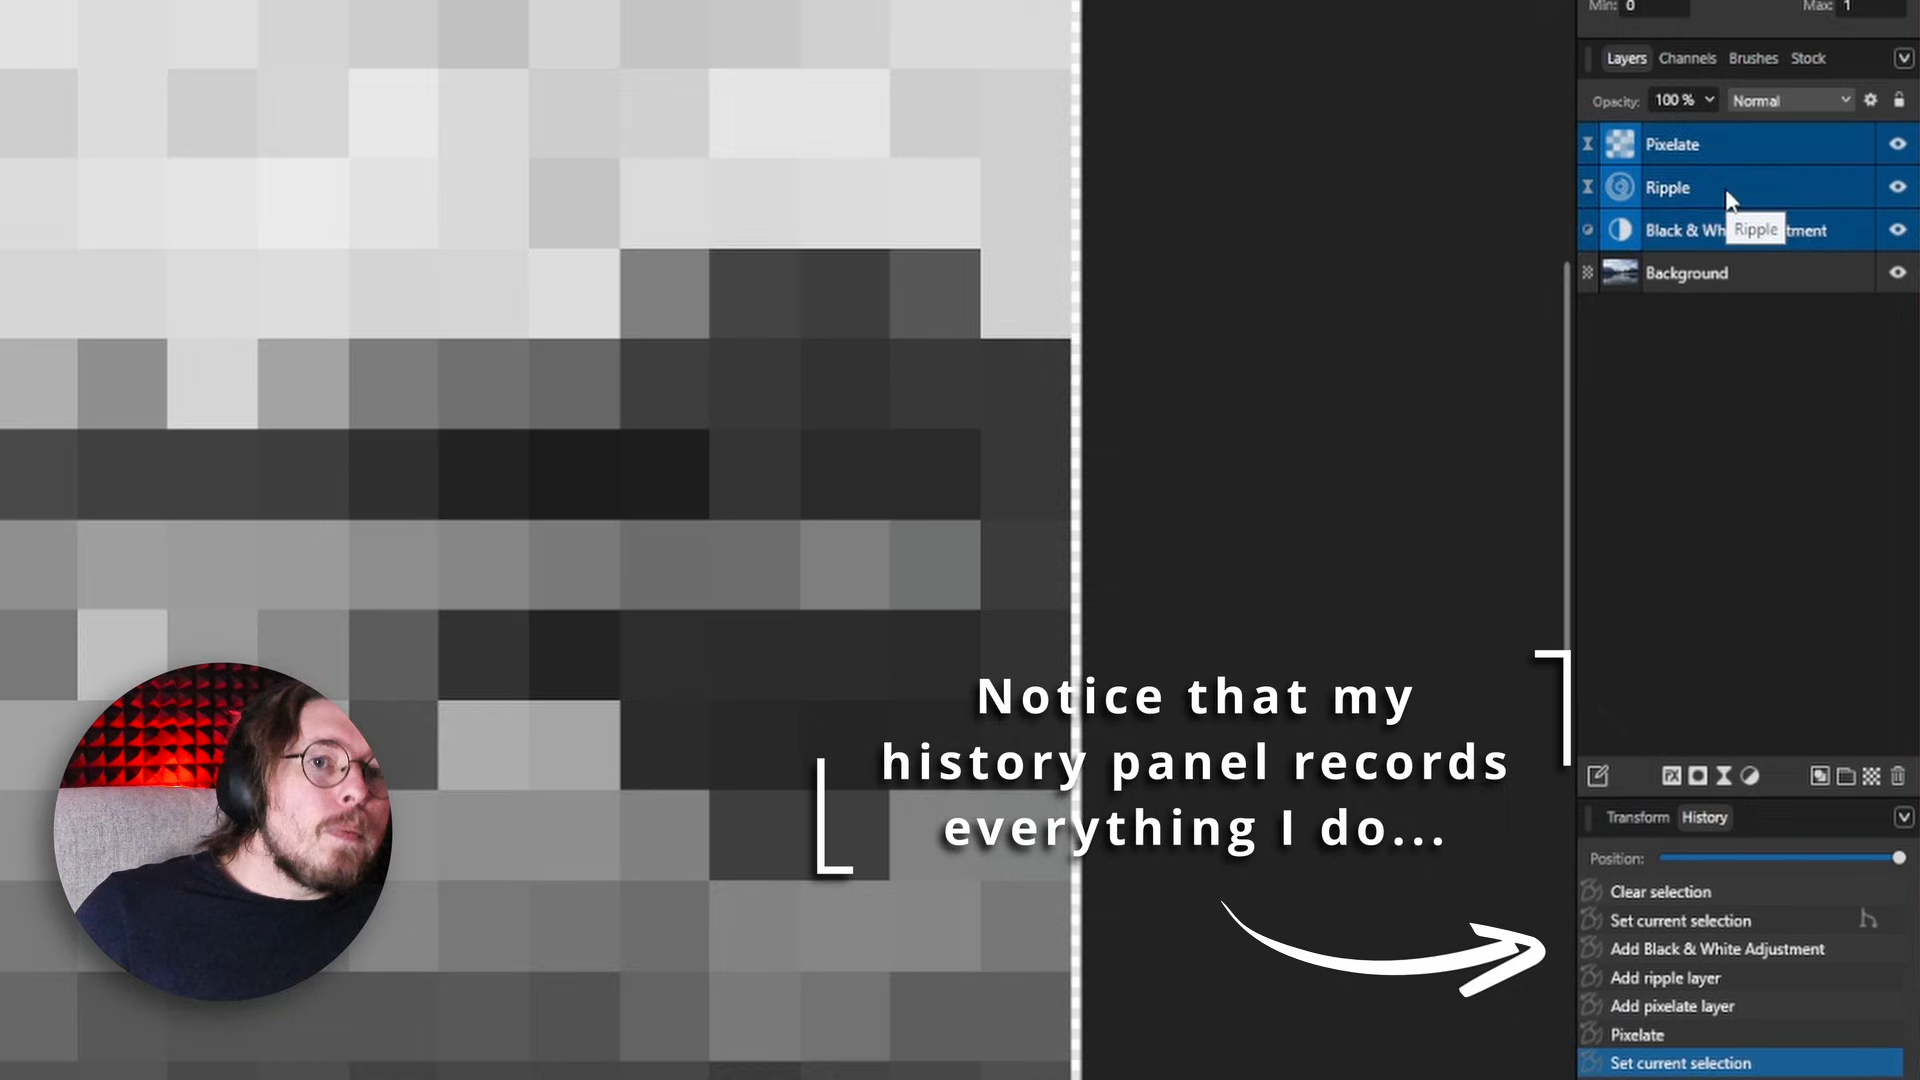 Min: 0 Max: 1
Layers Channels Brushes Stock
Opacity: 100 % Normal
Pixelate
Ripple
Black & Wh tment
Ripple
Background
Notice that my
history panel records
everything I do...
FX
Transform History
Position:
Clear selection
Set current selection
Add Black & White Adjustment
Add ripple layer
Add pixelate layer
Pixelate
Set current selection